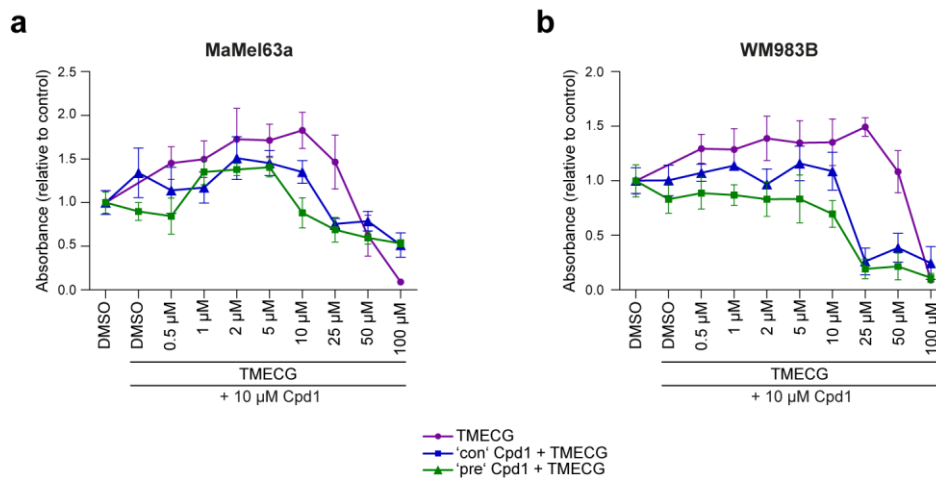 a
MaMel63a
Absorbance (relative to control)
2.5
2.0
1.5
1.0
0.5
0.0
DMSO
DMSO
0.5 µM
1 µM
2 µM
5 µM
10 µM
25 µM
50 µM
100 µM
TMECG
+ 10 µM Cpd1
b
WM983B
Absorbance (relative to control)
2.0
1.5
1.0
0.5
0.0
DMSO
DMSO
0.5 µM
1 µM
2 µM
5 µM
10 µM
25 µM
50 µM
100 µM
TMECG
+ 10 µM Cpd1
TMECG
‘con‘ Cpd1 + TMECG
‘pre‘ Cpd1 + TMECG